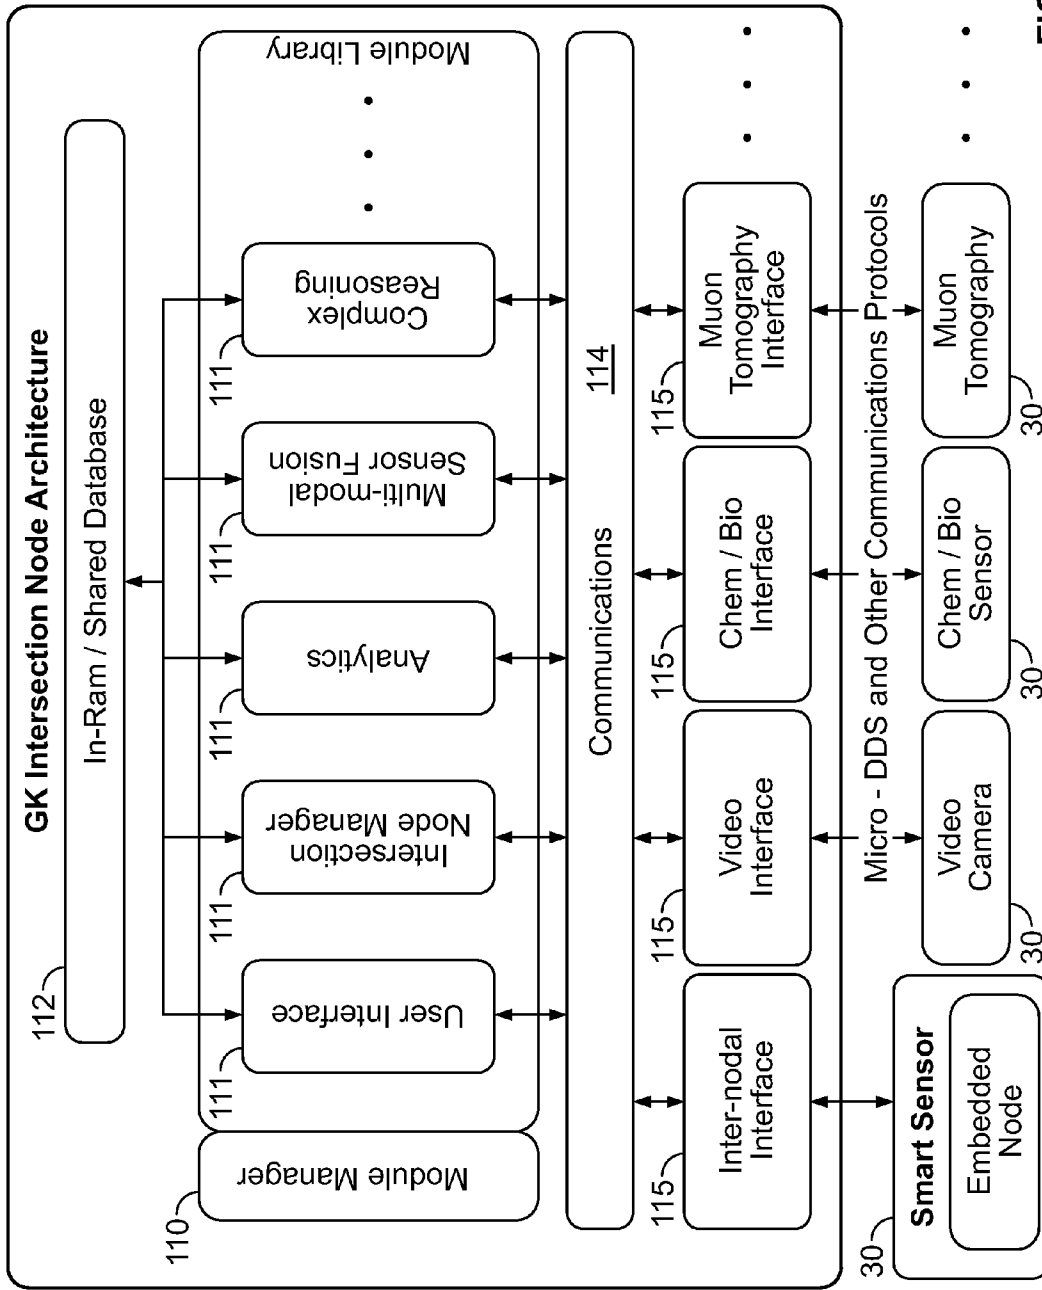 GK Intersection Node Architecture
112
In-Ram / Shared Database
110
Module Manager
111
User Interface
111
Intersection
Node Manager
111
Analytics
111
Multi-modal
Sensor Fusion
111
Complex
Reasoning
Module Library
Communications
114
115
Inter-nodal
Interface
115
Video
Interface
115
Chem / Bio
Interface
115
Muon
Tomography
Interface
Micro - DDS and Other Communications Protocols
30
Smart Sensor
Embedded
Node
30
Video
Camera
30
Chem / Bio
Sensor
30
Muon
Tomography